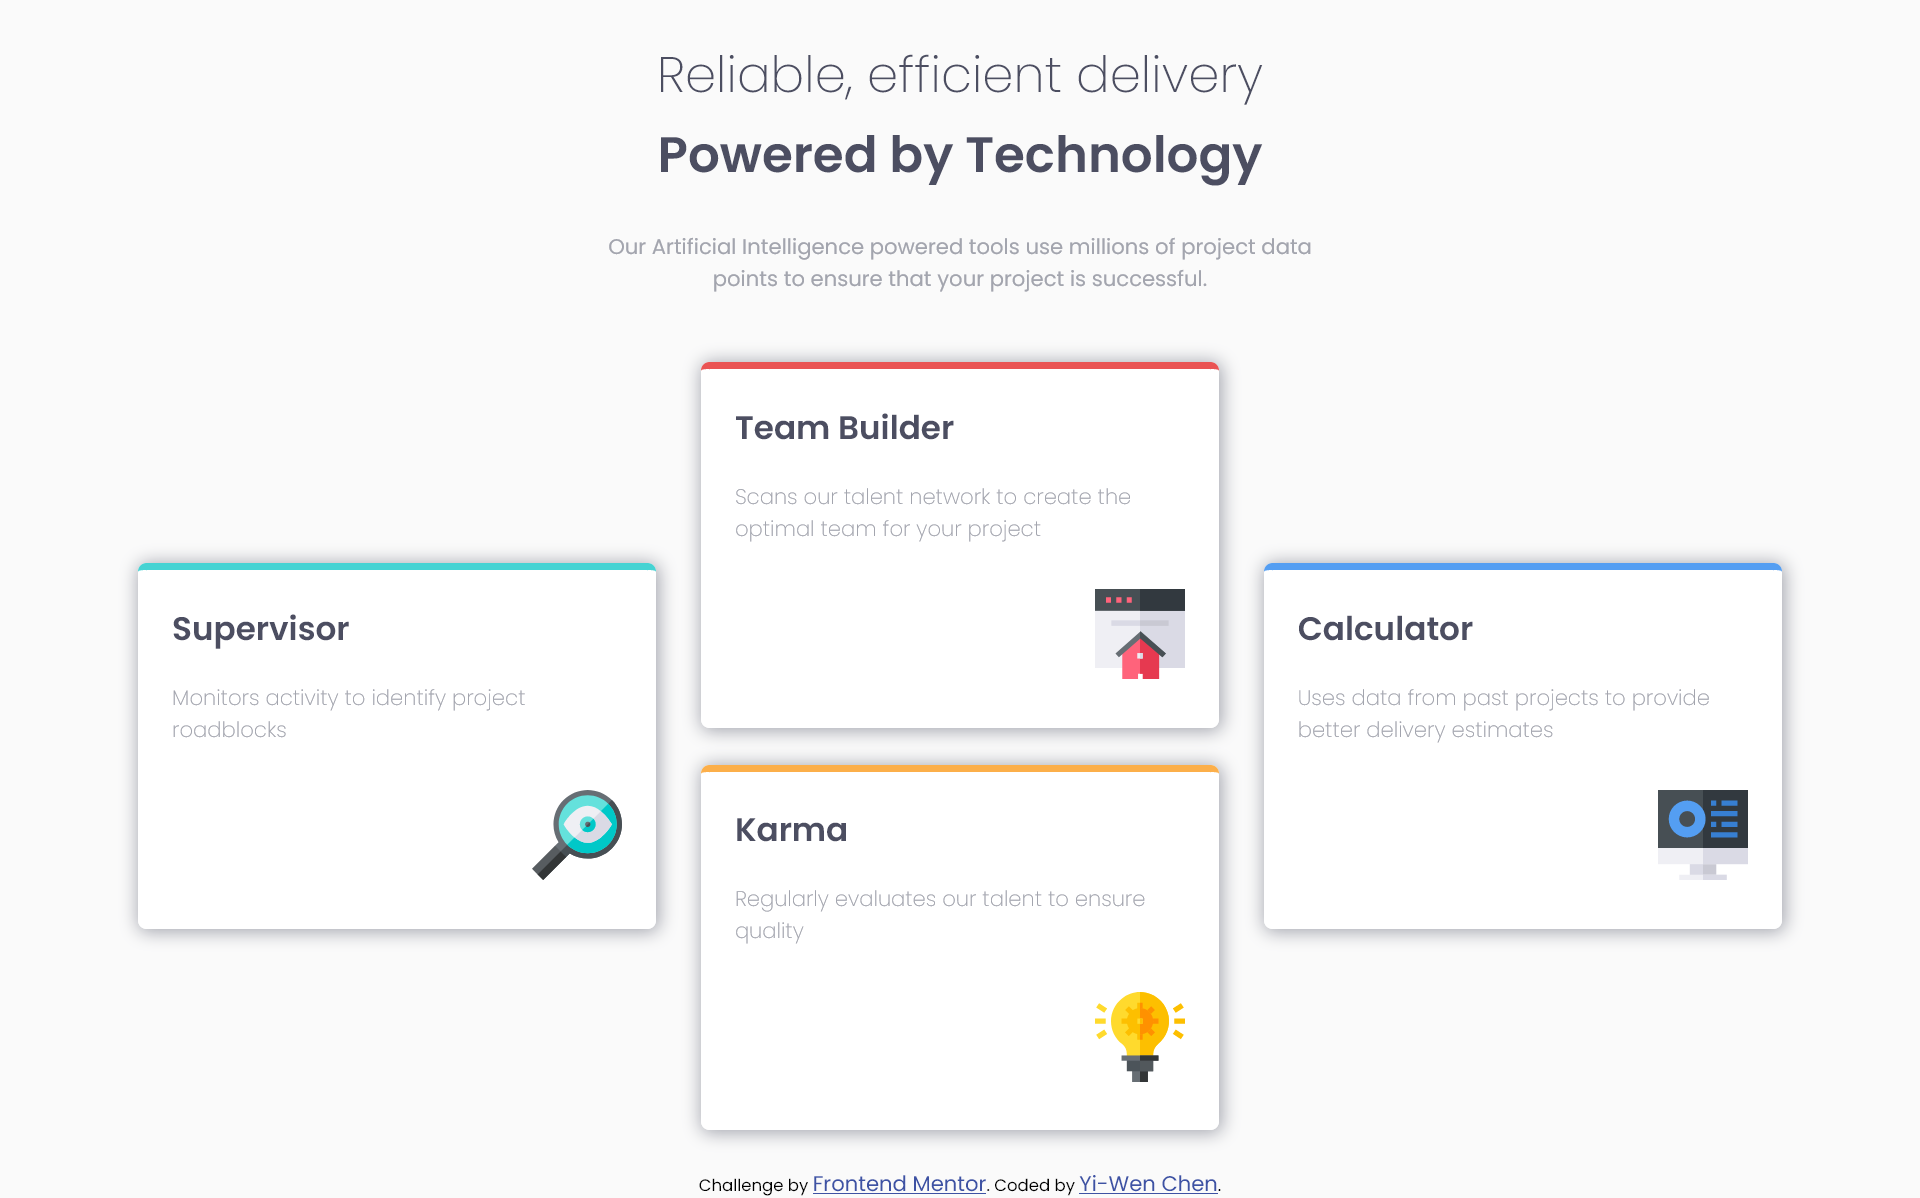 Reliable, efficient delivery
Powered by Technology
Our Artificial Intelligence powered tools use millions of project data
points to ensure that your project is successful.
Supervisor
Monitors activity to identify project
roadblocks
Team Builder
Scans our talent network to create the
optimal team for your project
Karma
Regularly evaluates our talent to ensure
quality
Calculator
Uses data from past projects to provide
better delivery estimates
Challenge by Frontend Mentor. Coded by Yi-Wen Chen.